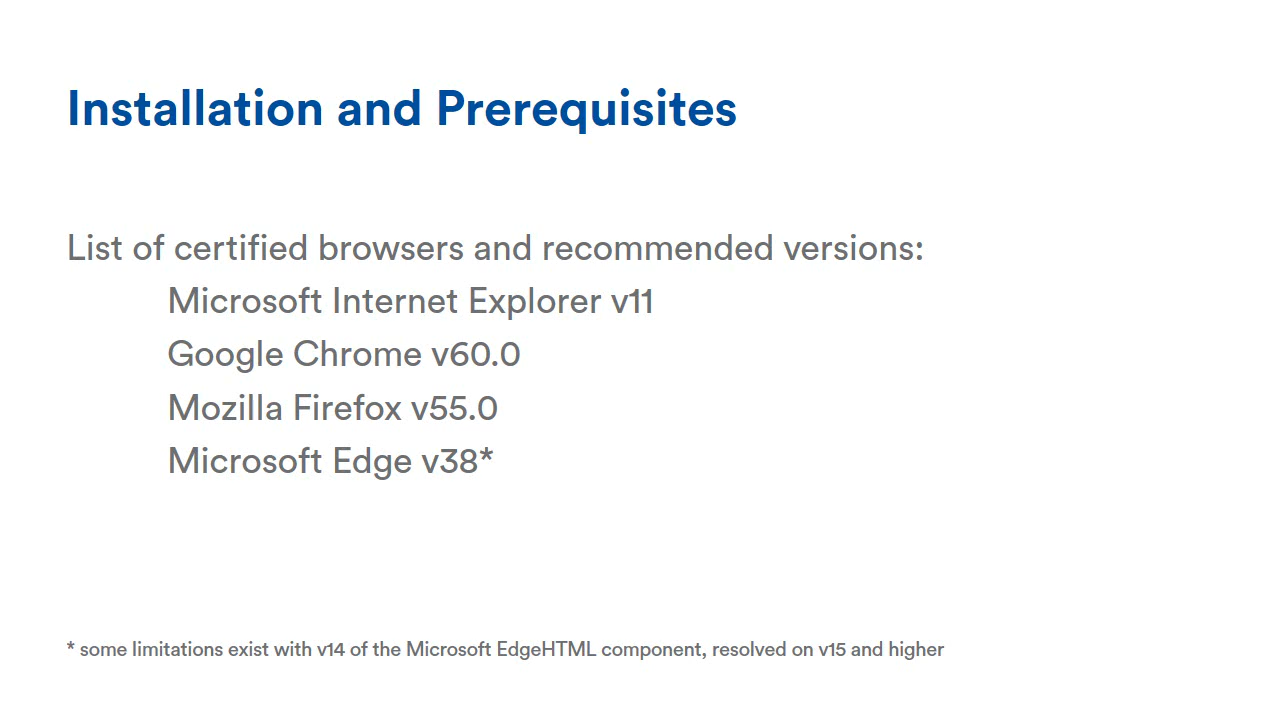 Installation and Prerequisites
List of certified browsers and recommended versions:
Microsoft Internet Explorer v11
Google Chrome v60.0
Mozilla Firefox v55.0
Microsoft Edge v38*
* some limitations exist with v14 of the Microsoft EdgeHTML component, resolved on v15 and higher